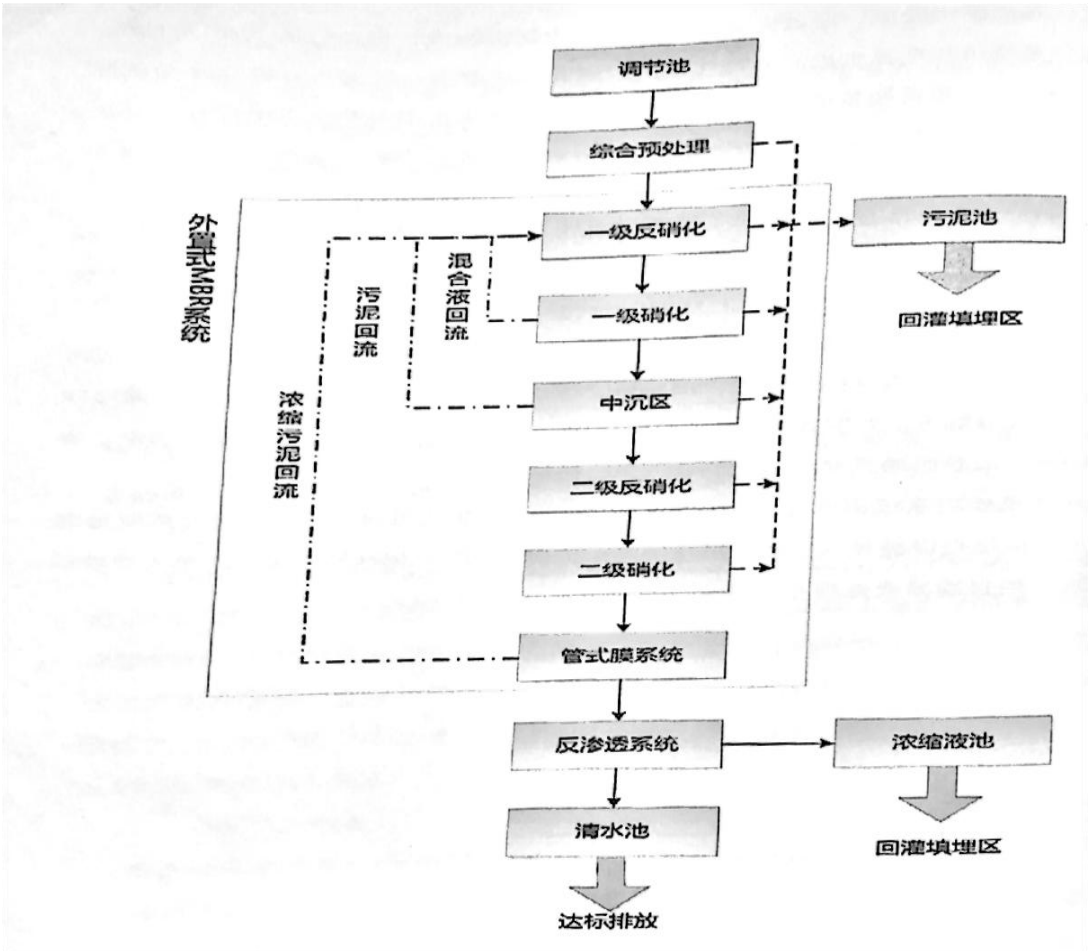 调节池
综合预处理
外置式MBR系统
一级反硝化
污泥池
混合液回流
污泥回流
一级硝化
回灌填埋区
浓缩污泥回流
中沉区
二级反硝化
二级硝化
管式膜系统
反渗透系统
浓缩液池
清水池
回灌填埋区
达标排放